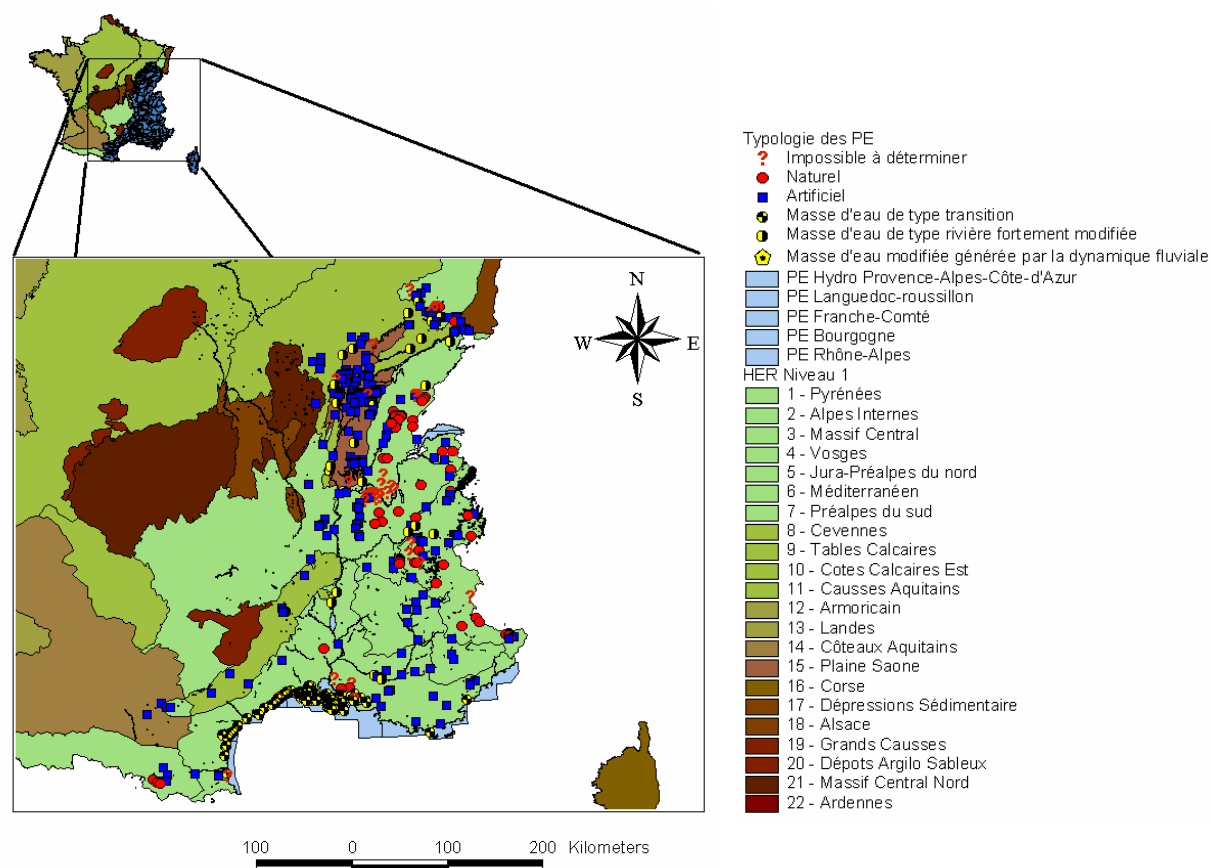 Typologie des PE
? Impossible à déterminer
Naturel
Artificiel
Masse d'eau de type transition
Masse d'eau de type rivière fortement modifiée
Masse d'eau modifiée générée par la dynamique fluviale
PE Hydro Provence-Alpes-Côte-d'Azur
PE Languedoc-roussillon
PE Franche-Comté
PE Bourgogne
PE Rhône-Alpes
HER Niveau 1
1 - Pyrénées
2 - Alpes Internes
3 - Massif Central
4 - Vosges
5 - Jura-Préalpes du nord
6 - Méditerranéen
7 - Préalpes du sud
8 - Cevennes
9 - Tables Calcaires
10 - Cotes Calcaires Est
11 - Causses Aquitains
12 - Armoricain
13 - Landes
14 - Côteaux Aquitains
15 - Plaine Saone
16 - Corse
17 - Dépressions Sédimentaire
18 - Alsace
19 - Grands Causses
20 - Dépots Argilo Sableux
21 - Massif Central Nord
22 - Ardennes
N
W E
S
100 0 100 200 Kilometers